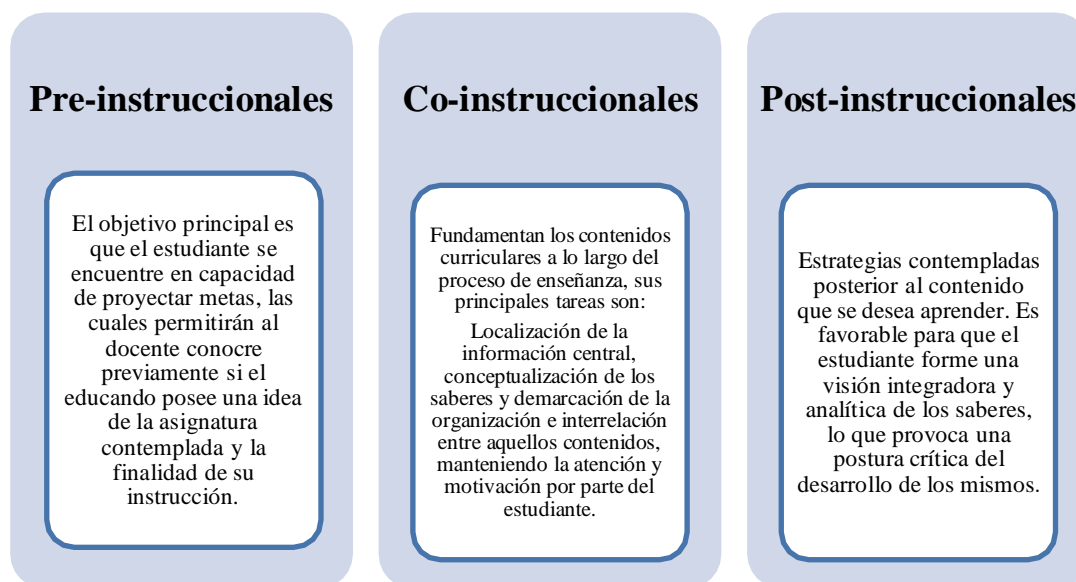 Pre-instruccionales
El objetivo principal es
que el estudiante se
encuentre en capacidad
de proyectar metas, las
cuales permitirán al
docente conocre
previamente si el
educando posee una idea
de la asignatura
contemplada y la
finalidad de su
instrucción.
Co-instruccionales
Fundamentan los contenidos
curriculares a lo largo del
proceso de enseñanza, sus
principales tareas son:
Localización de la
información central,
conceptualización de los
saberes y demarcación de la
organización e interrelación
entre aquellos contenidos,
manteniendo la atención y
motivación por parte del
estudiante.
Post-instruccionales
Estrategias contempladas
posterior al contenido
que se desea aprender. Es
favorable para que el
estudiante forme una
visión integradora y
analítica de los saberes,
lo que provoca una
postura crítica del
desarrollo de los mismos.